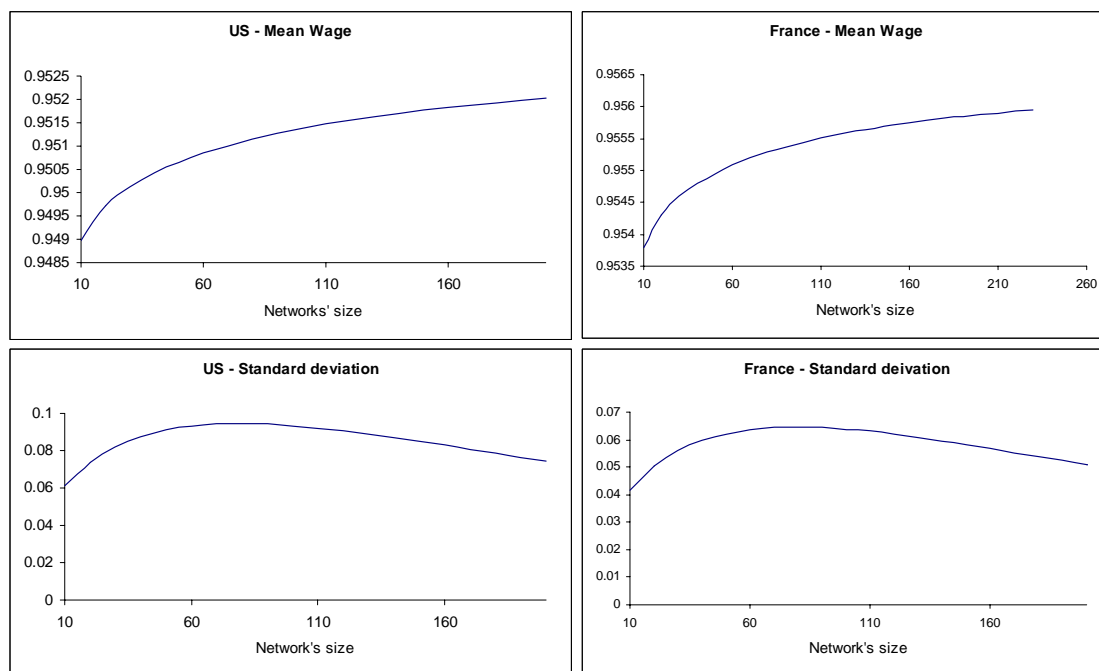 US - Mean Wage
0.9525
0.952
0.9515
0.951
0.9505
0.95
0.9495
0.949
0.9485
10 60 110 160
Networks' size
France - Mean Wage
0.9565
0.956
0.9555
0.955
0.9545
0.954
0.9535
10 60 110 160 210 260
Network's size
US - Standard deviation
0.1
0.08
0.06
0.04
0.02
0
10 60 110 160
Network's size
France - Standard deivation
0.07
0.06
0.05
0.04
0.03
0.02
0.01
0
10 60 110 160
Network's size